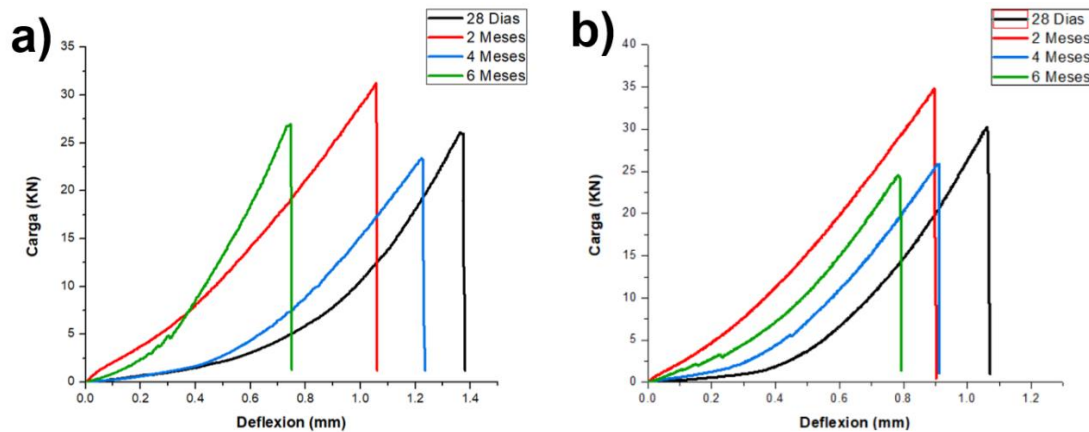 a)
28 Dias
2 Meses
4 Meses
6 Meses
35
30
25
20
15
10
5
0
Carga (KN)
0.0 0.2 0.4 0.6 0.8 1.0 1.2 1.4
Deflexion (mm)
b)
28 Dias
2 Meses
4 Meses
6 Meses
40
35
30
25
20
15
10
5
0
Carga (KN)
0.0 0.2 0.4 0.6 0.8 1.0 1.2
Deflexion (mm)